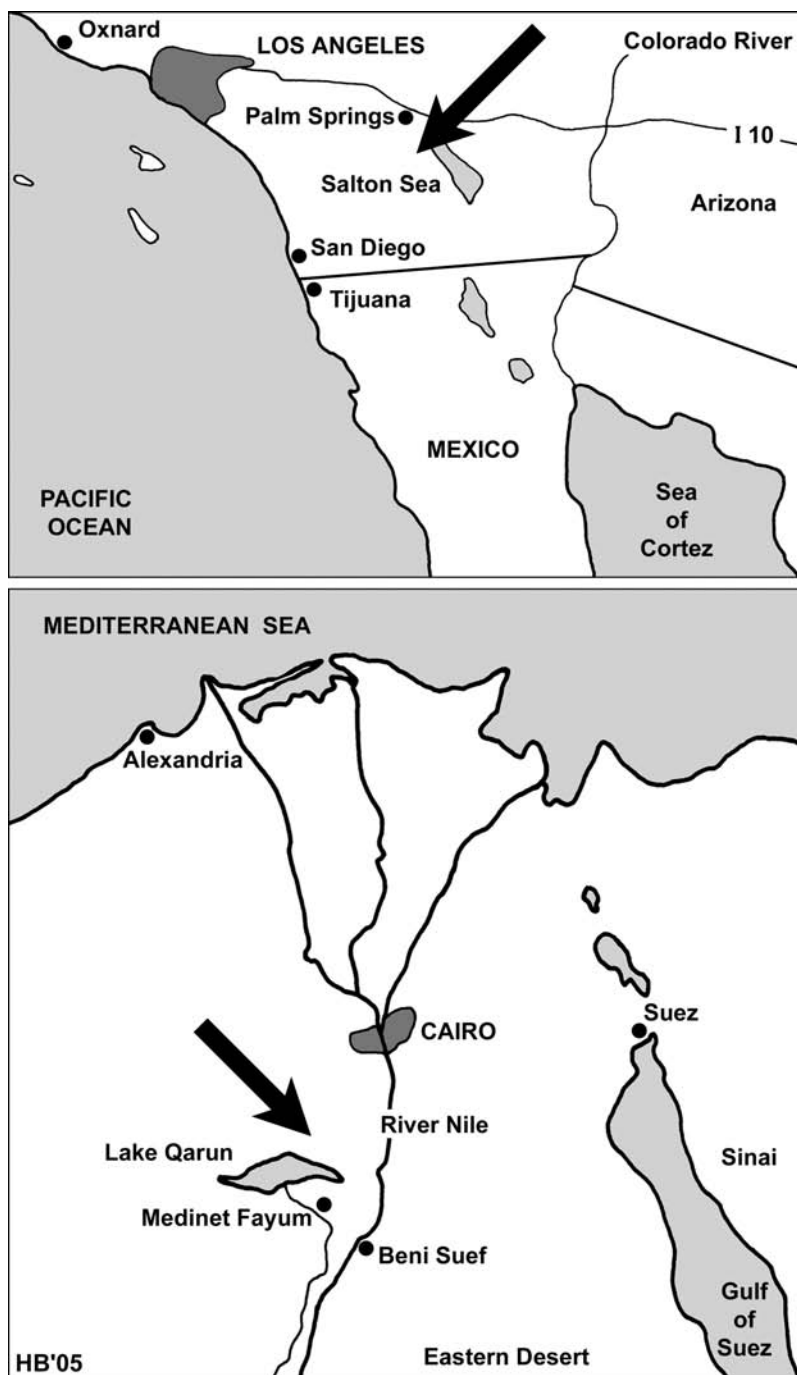 Oxnard
LOS ANGELES
Colorado River
Palm Springs
I 10
Salton Sea
Arizona
San Diego
Tijuana
MEXICO
PACIFIC
OCEAN
Sea
of
Cortez
MEDITERRANEAN SEA
Alexandria
Suez
CAIRO
River Nile
Lake Qarun
Sinai
Medinet Fayum
Beni Suef
Gulf
of
Suez
HB'05
Eastern Desert